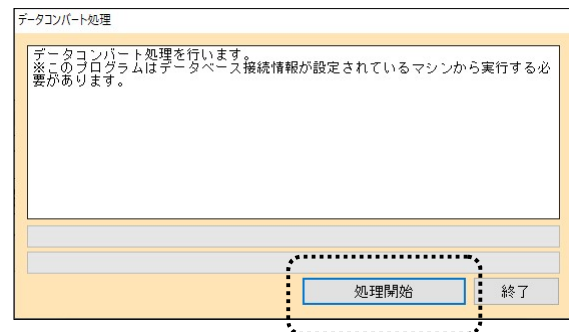 データコンバート処理
データコンバート処理を行います。
※このプログラムはデータベース接続情報が設定されているマシンから実行する必
要があります。
処理開始
終了